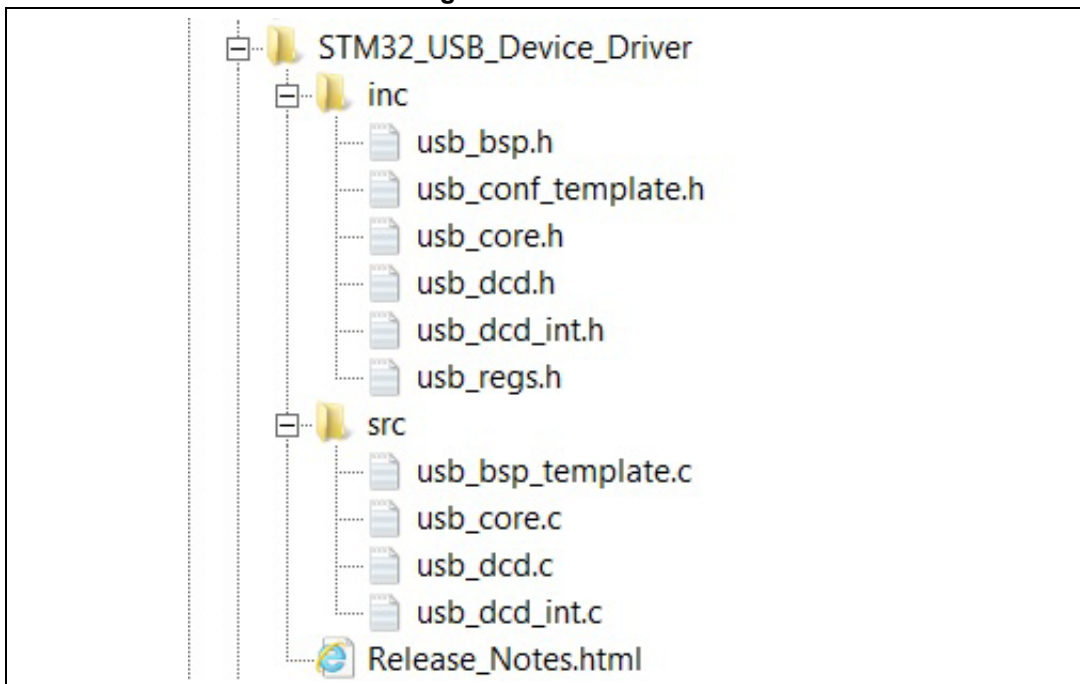 STM32_USB_Device_Driver
inc
usb_bsp.h
usb_conf_template.h
usb_core.h
usb_dcd.h
usb_dcd_int.h
usb_regs.h
src
usb_bsp_template.c
usb_core.c
usb_dcd.c
usb_dcd_int.c
Release_Notes.html